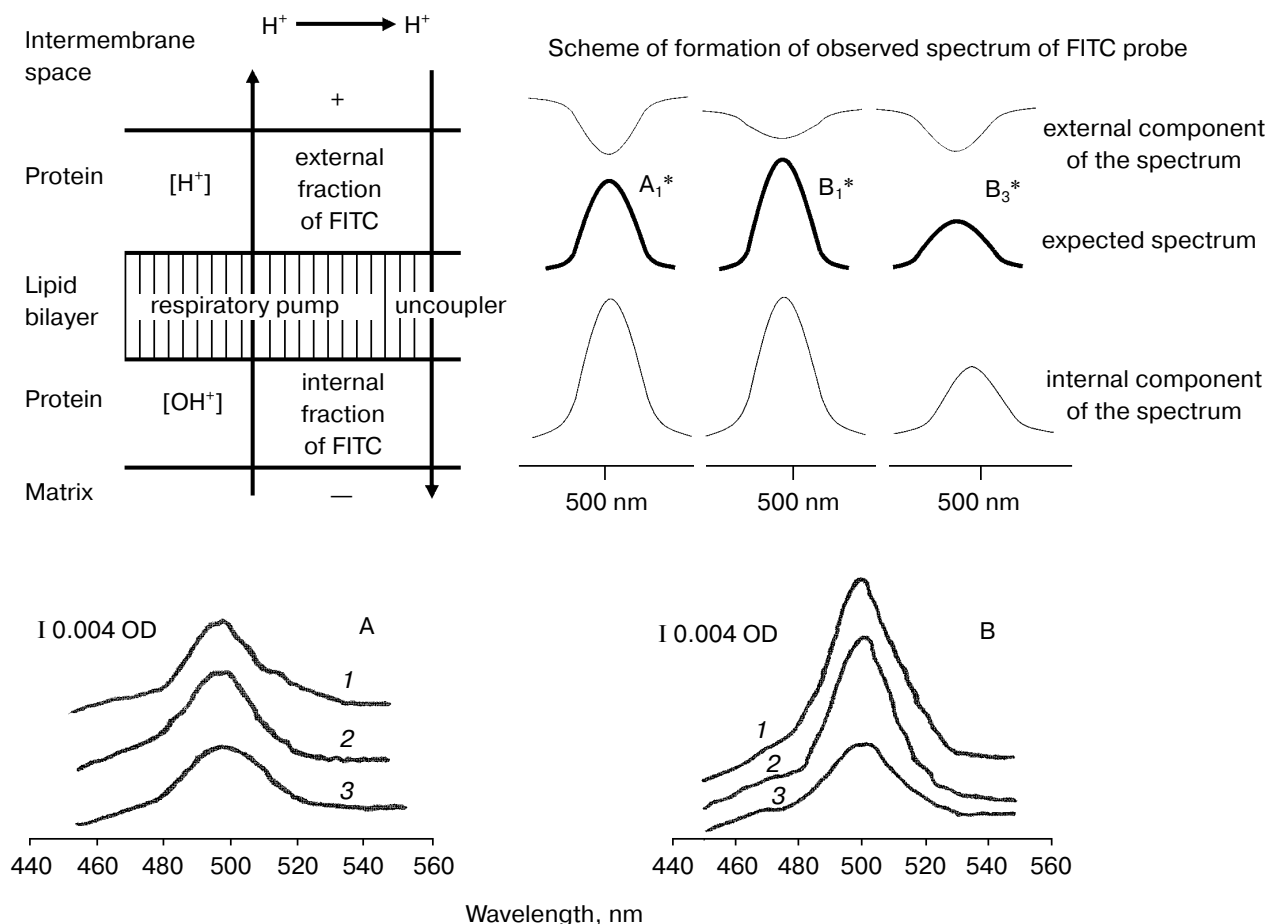 H⁺ ⟶ H⁺
Intermembrane
space
+
Protein
[H⁺]
external
fraction
of FITC
Lipid
bilayer
respiratory pump
uncoupler
Protein
[OH⁺]
internal
fraction
of FITC
Matrix
—
Scheme of formation of observed spectrum of FITC probe
external component
of the spectrum
A₁*
B₁*
B₃*
expected spectrum
internal component
of the spectrum
500 nm 500 nm 500 nm
I 0.004 OD
A
1
2
3
440 460 480 500 520 540 560
I 0.004 OD
B
1
2
3
440 460 480 500 520 540 560
Wavelength, nm